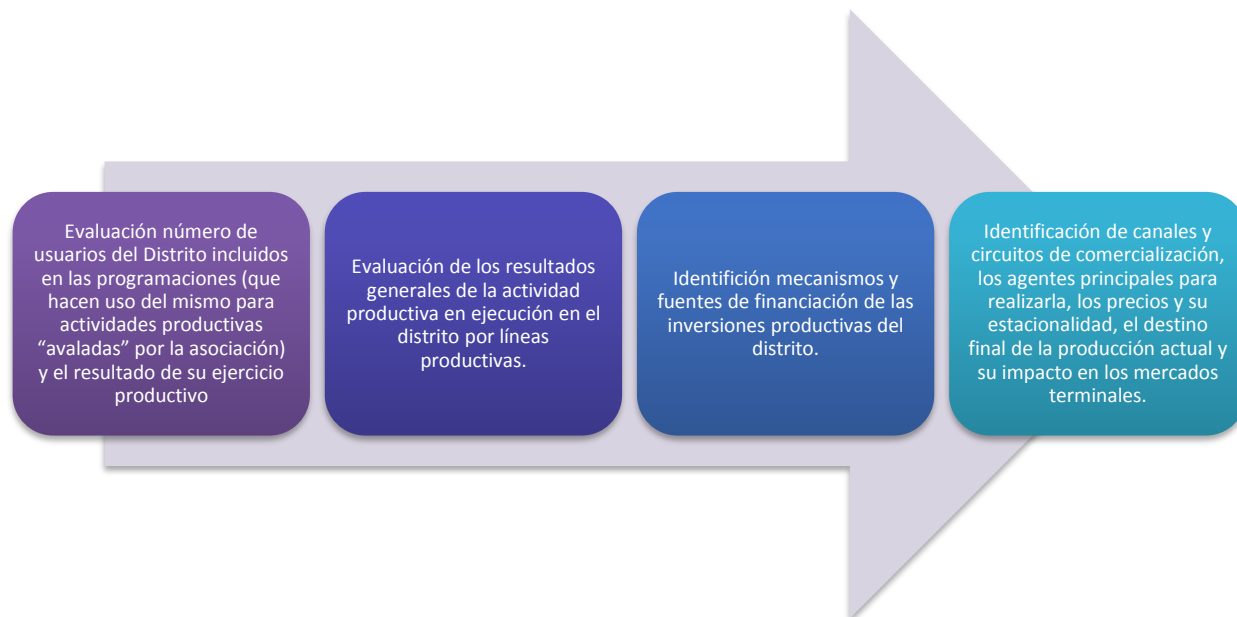 Evaluación número de
usuarios del Distrito incluidos
en las programaciones (que
hacen uso del mismo para
actividades productivas
“avaladas” por la asociación)
y el resultado de su ejercicio
productivo
Evaluación de los resultados
generales de la actividad
productiva en ejecución en el
distrito por líneas
productivas.
Identifición mecanismos y
fuentes de financiación de las
inversiones productivas del
distrito.
Identificación de canales y
circuitos de comercialización,
los agentes principales para
realizarla, los precios y su
estacionalidad, el destino
final de la producción actual y
su impacto en los mercados
terminales.